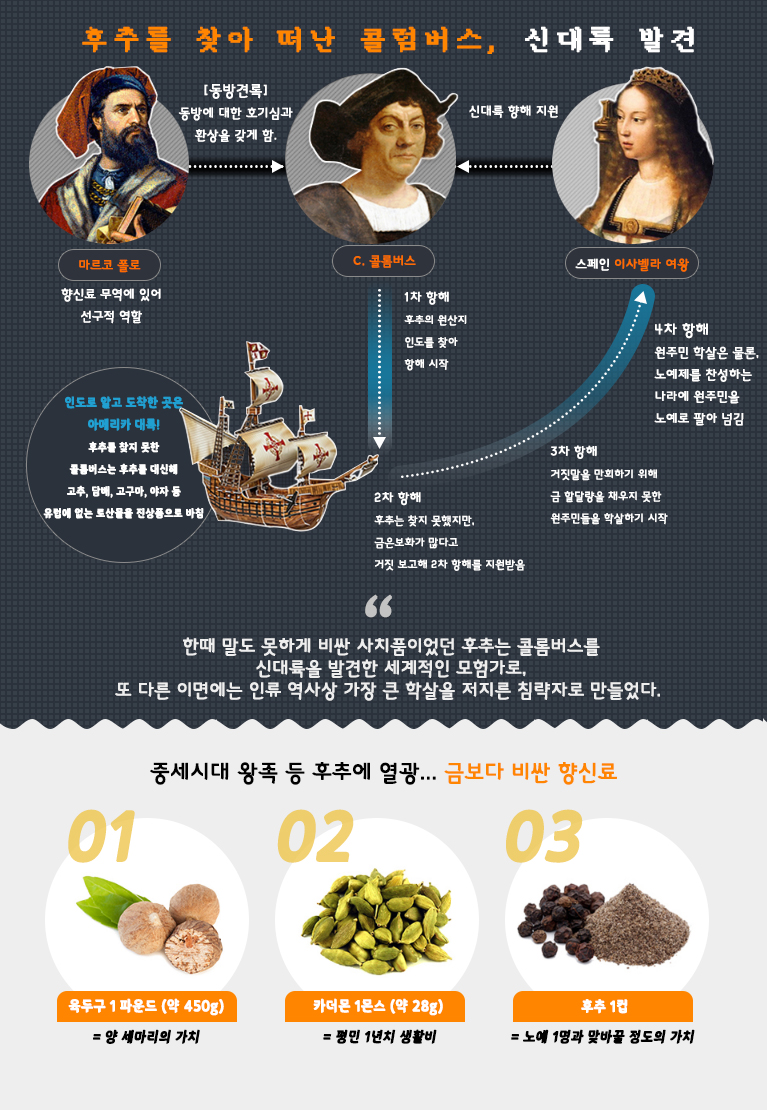 후추를 찾아 떠난 콜럼버스, 신대륙 발견
[동방견록]
동방에 대한 호기심과
환상을 갖게 함.
신대륙 항해 지원
마르코 폴로
C. 콜롬버스
스페인 이사벨라 여왕
향신료 무역에 있어
선구적 역할
1차 항해
후추의 원산지
인도를 찾아
항해 시작
4차 항해
원주민 학살은 물론,
노예제를 찬성하는
나라에 원주민을
노예로 팔아 넘김
인도로 알고 도착한 곳은
아메리카 대륙!
후추를 찾지 못한
콜롬버스는 후추를 대신해
고추, 담배, 고구마, 야자 등
유럽에 없는 토산물을 진상품으로 바침
3차 항해
거짓말을 만회하기 위해
금 할달량을 채우지 못한
원주민들을 학살하기 시작
2차 항해
후추는 찾지 못했지만,
금은보화가 많다고
거짓 보고해 2차 항해를 지원받음
“
한때 말도 못하게 비싼 사치품이었던 후추는 콜롬버스를
신대륙을 발견한 세계적인 모험가로,
또 다른 이면에는 인류 역사상 가장 큰 학살을 저지른 침략자로 만들었다.
중세시대 왕족 등 후추에 열광... 금보다 비싼 향신료
01
02
03
육두구 1 파운드 (약 450g)
카더몬 1온스 (약 28g)
후추 1컵
= 양 세마리의 가치
= 평민 1년치 생활비
= 노예 1명과 맞바꿀 정도의 가치